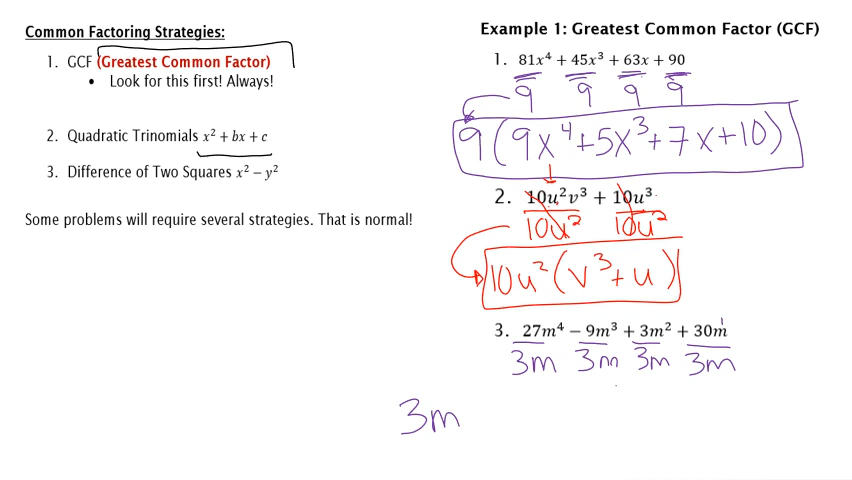 Common Factoring Strategies:
1. GCF (Greatest Common Factor)
• Look for this first! Always!
2. Quadratic Trinomials x² + bx + c
3. Difference of Two Squares x² − y²
Some problems will require several strategies. That is normal!
Example 1: Greatest Common Factor (GCF)
1. 81x⁴ + 45x³ + 63x + 90
9 9 9 9
9(9x⁴+5x³+7x+10)
1
2. 10u²v³ + 10u³
10u² 10u²
10u²(v³+u)
3. 27m⁴ − 9m³ + 3m² + 30m¹
3m 3m 3m 3m
3m